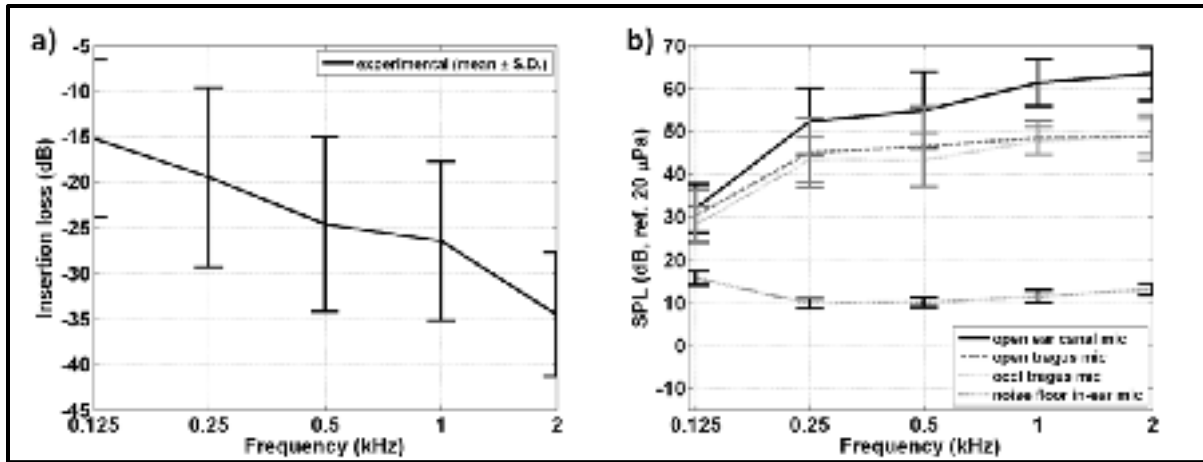 a)
-5
-10
-15
-20
-25
-30
-35
-40
-45
Insertion loss (dB)
experimental (mean ± S.D.)
0.125 0.25 0.5 1 2
Frequency (kHz)
b)
70
60
50
40
30
20
10
0
-10
SPL (dB, ref. 20 µPa)
open ear canal mic
open tragus mic
occl tragus mic
noise floor in-ear mic
0.125 0.25 0.5 1 2
Frequency (kHz)